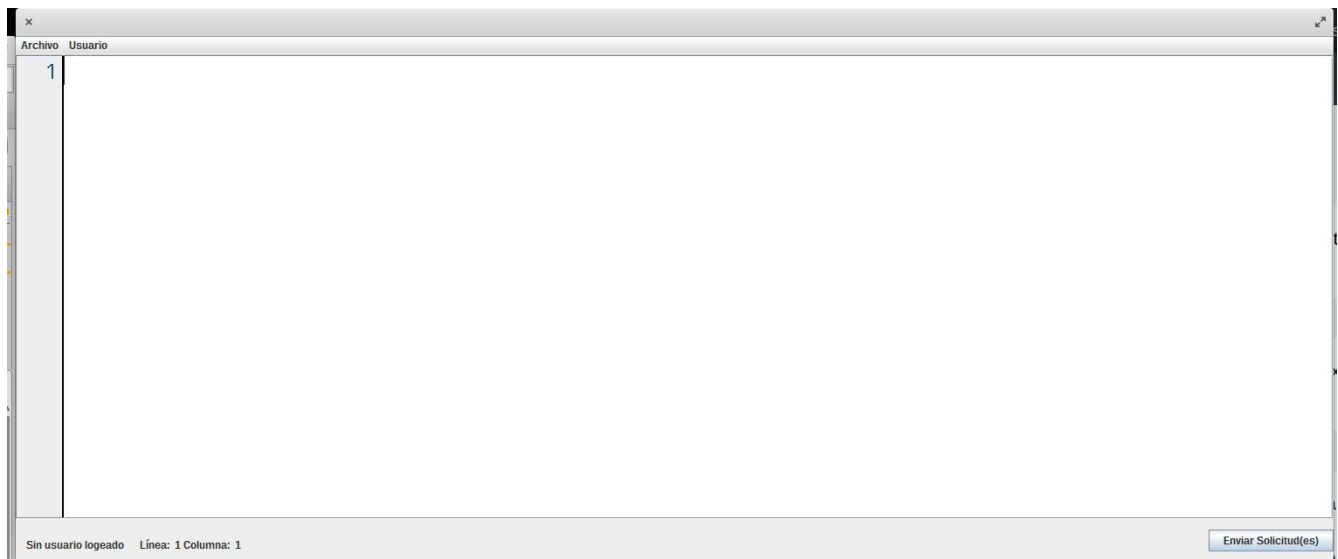 Archivo Usuario
1
Sin usuario logeado Línea: 1 Columna: 1 Enviar Solicitud(es)